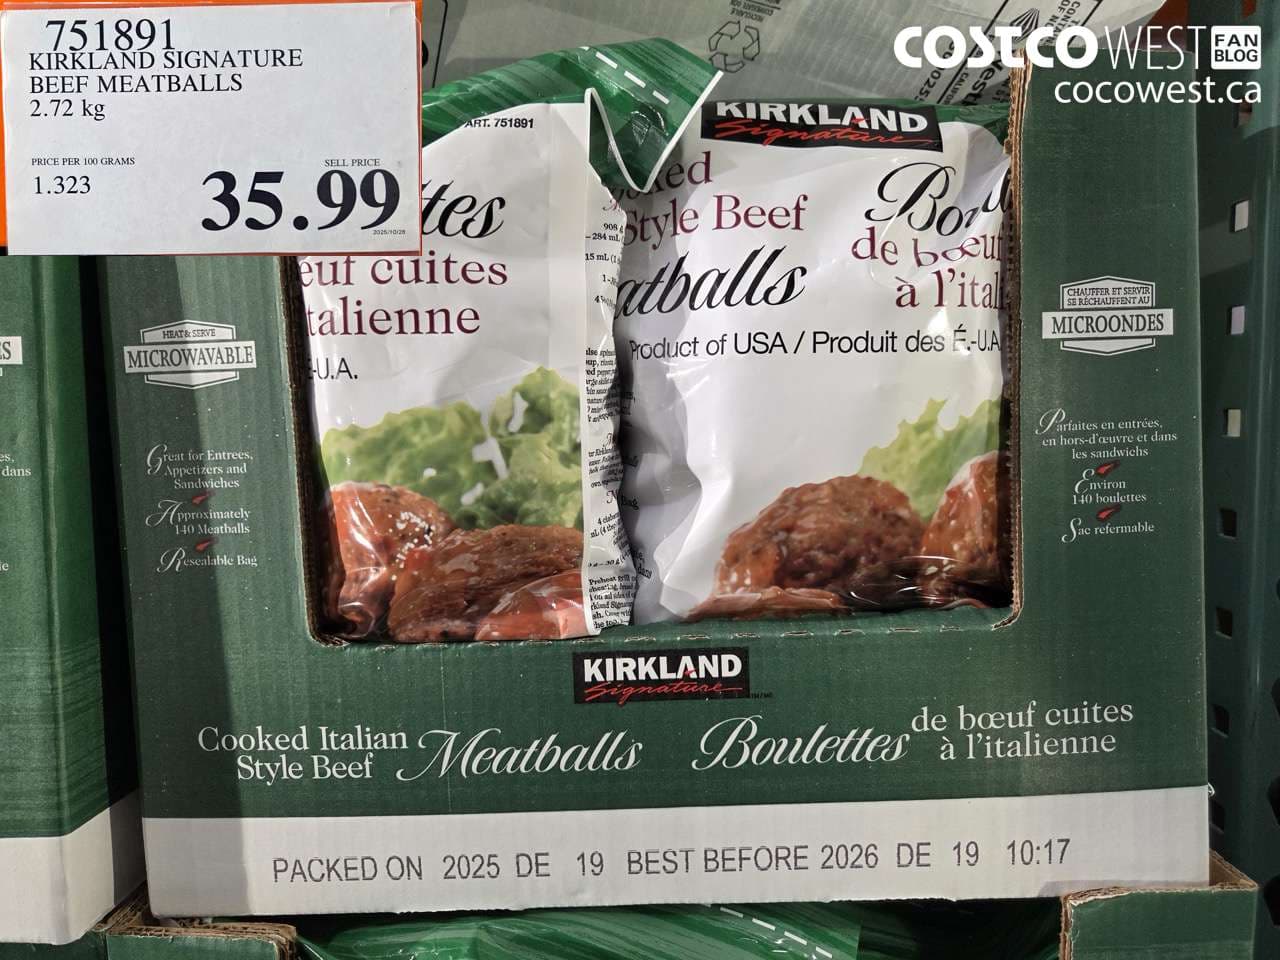 751891
KIRKLAND SIGNATURE
BEEF MEATBALLS
2.72 kg
PRICE PER 100 GRAMS
1.323
SELL PRICE
35.99
2025/10/28
COSTCO WEST FAN BLOG
cocowest.ca
ART. 751891
KIRKLAND
Signature
Style Beef
de bœuf
à l'ital
Product of USA / Produit des É.-U.A.
cuites
talienne
-U.A.
HEAT & SERVE
MICROWAVABLE
Great for Entrees,
Appetizers and
Sandwiches
Approximately
140 Meatballs
Resealable Bag
CHAUFFER ET SERVIR
SE RÉCHAUFFENT AU
MICROONDES
Parfaites en entrées,
en hors-d'œuvre et dans
les sandwichs
Environ
140 boulettes
Sac refermable
dans
KIRKLAND
Signature
Cooked Italian
Style Beef Meatballs
Boulettes de bœuf cuites
à l'italienne
PACKED ON 2025 DE 19 BEST BEFORE 2026 DE 19 10:17